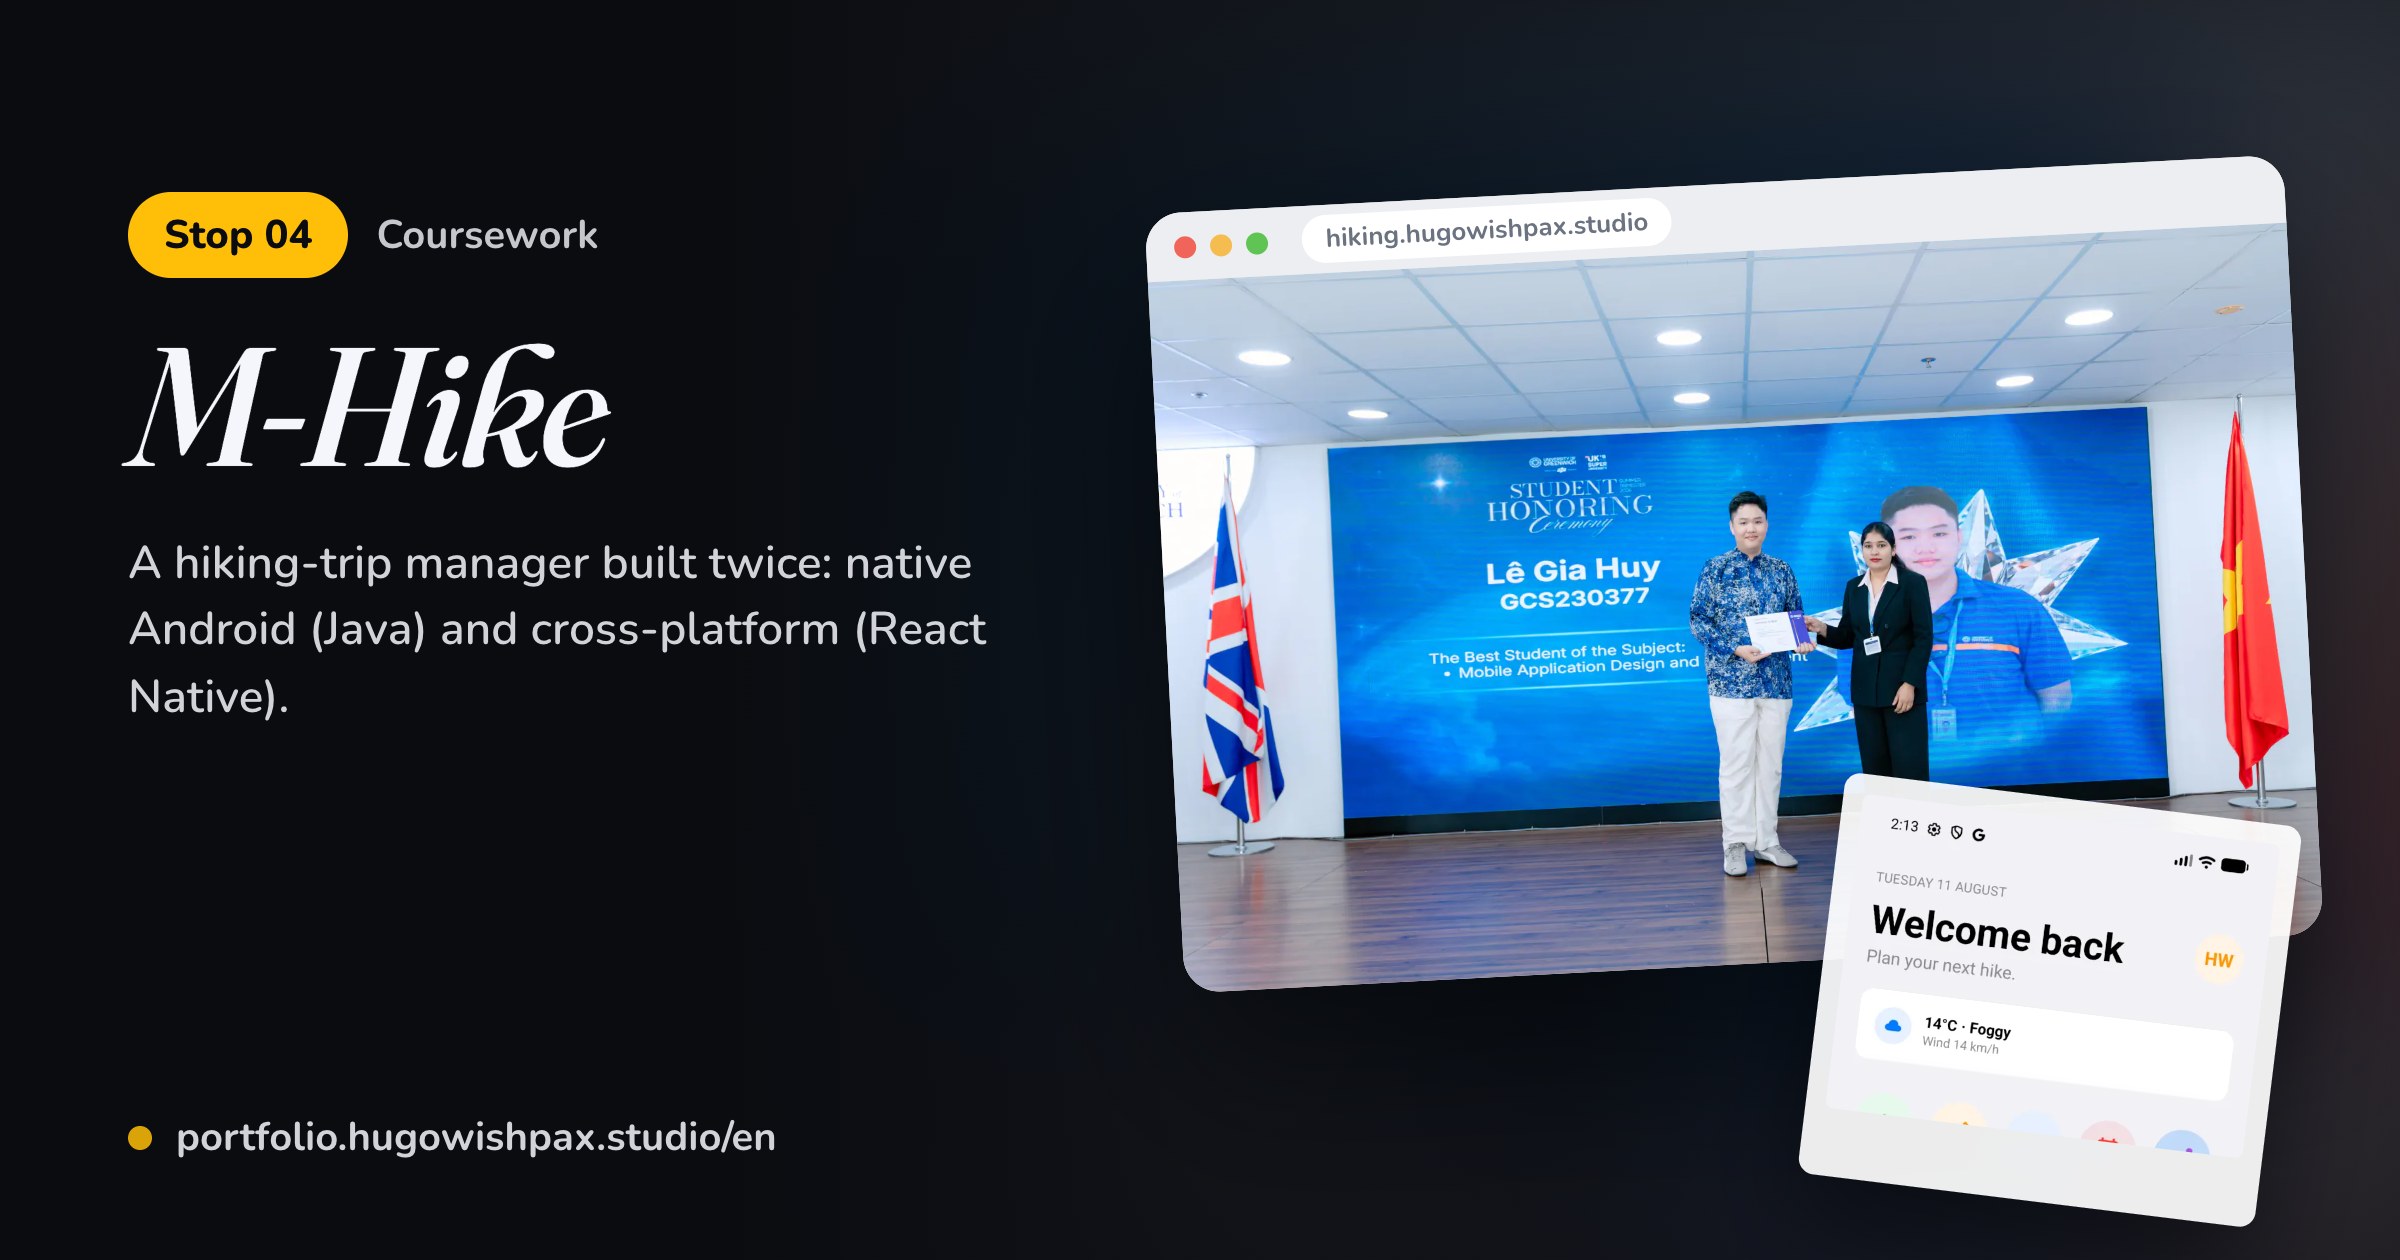 Stop 04
Coursework
M-Hike
A hiking-trip manager built twice: native
Android (Java) and cross-platform (React
Native).
portfolio.hugowishpax.studio/en
hiking.hugowishpax.studio
UNIVERSITY OF GREENWICH
STUDENT
HONORING
Ceremony
Lê Gia Huy
GCS230377
The Best Student of the Subject:
• Mobile Application Design and
2:13
TUESDAY 11 AUGUST
Welcome back
Plan your next hike.
HW
14°C · Foggy
Wind 14 km/h